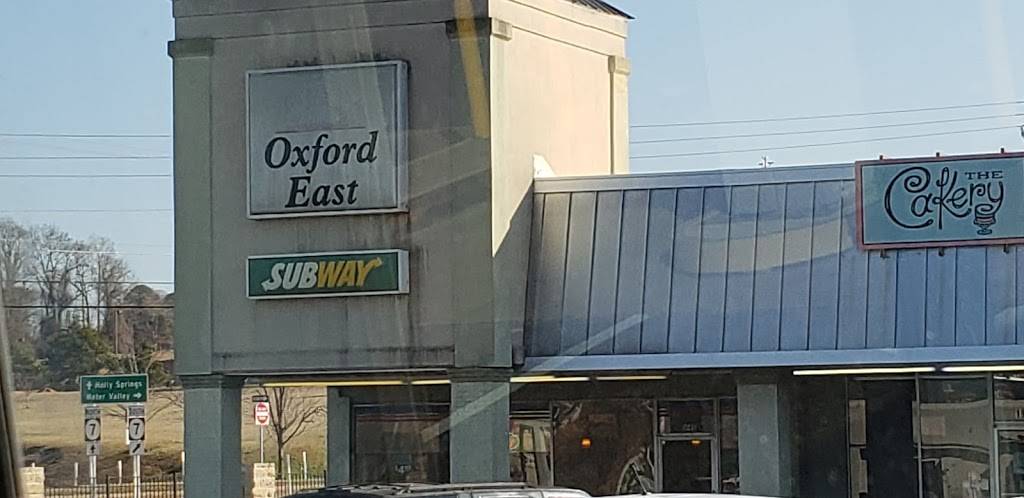 Oxford
East
SUBWAY
THE
Cakery
Holly Springs
Water Valley
7
7